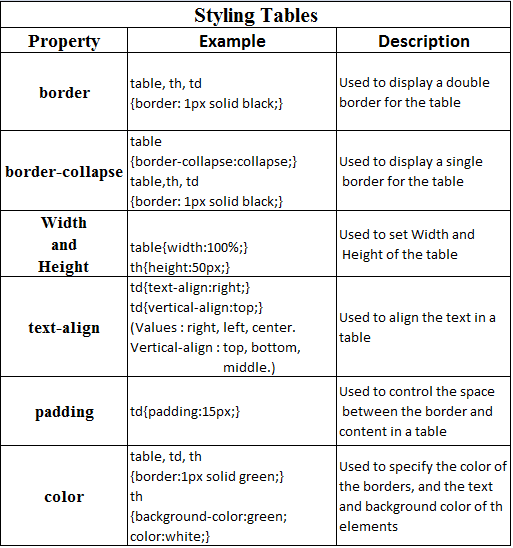 Styling Tables
Property Example Description
border
table, th, td
{border: 1px solid black;}
Used to display a double
border for the table
border-collapse
table
{border-collapse:collapse;}
table,th, td
{border: 1px solid black;}
Used to display a single
border for the table
Width
and
Height
table{width:100%;}
th{height:50px;}
Used to set Width and
Height of the table
text-align
td{text-align:right;}
td{vertical-align:top;}
(Values : right, left, center.
Vertical-align : top, bottom,
middle.)
Used to align the text in a
table
padding
td{padding:15px;}
Used to control the space
between the border and
content in a table
color
table, td, th
{border:1px solid green;}
th
{background-color:green;
color:white;}
Used to specify the color of
the borders, and the text
and background color of th
elements